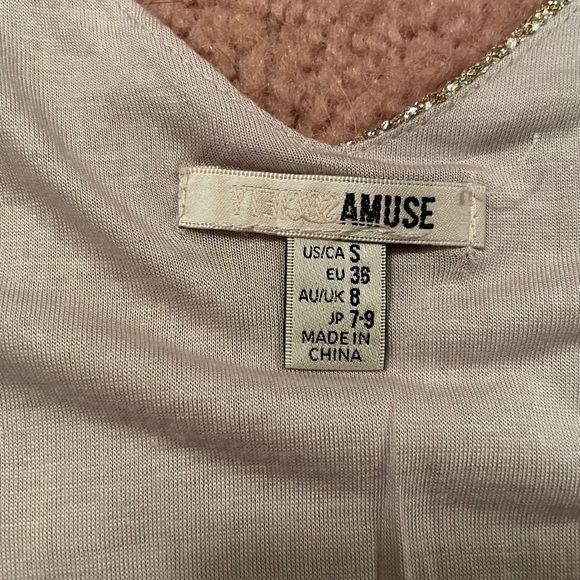 AMUSE
US/CA S
EU 36
AU/UK 8
JP 7-9
MADE IN
CHINA